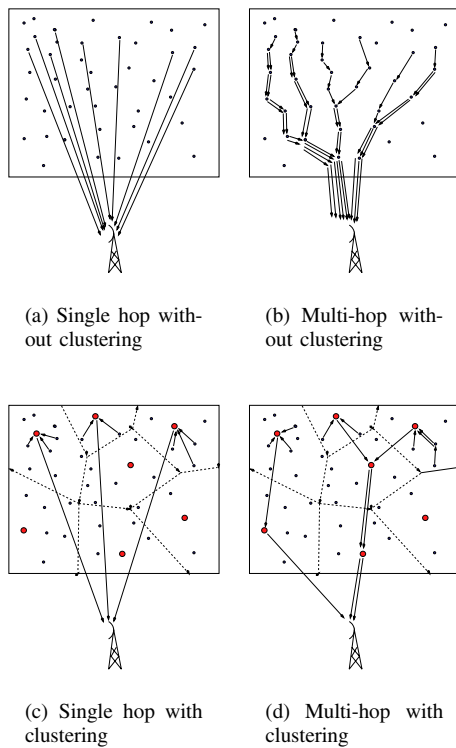 (a) Single hop with-
out clustering
(b) Multi-hop with-
out clustering
(c) Single hop with
clustering
(d) Multi-hop with
clustering